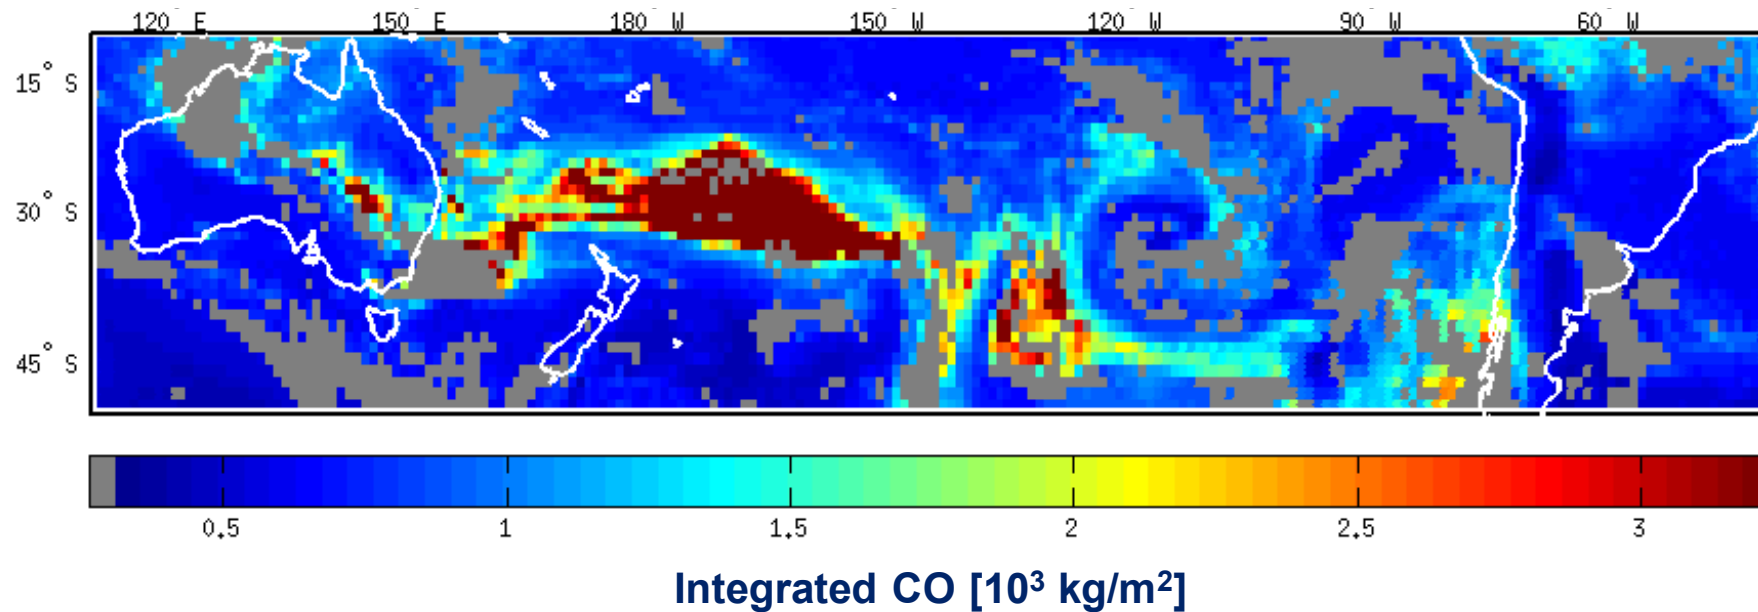 120° E 150° E 180° W 150° W 120° W 90° W 60° W
15° S
30° S
45° S
0.5 1 1.5 2 2.5 3
Integrated CO [10³ kg/m²]